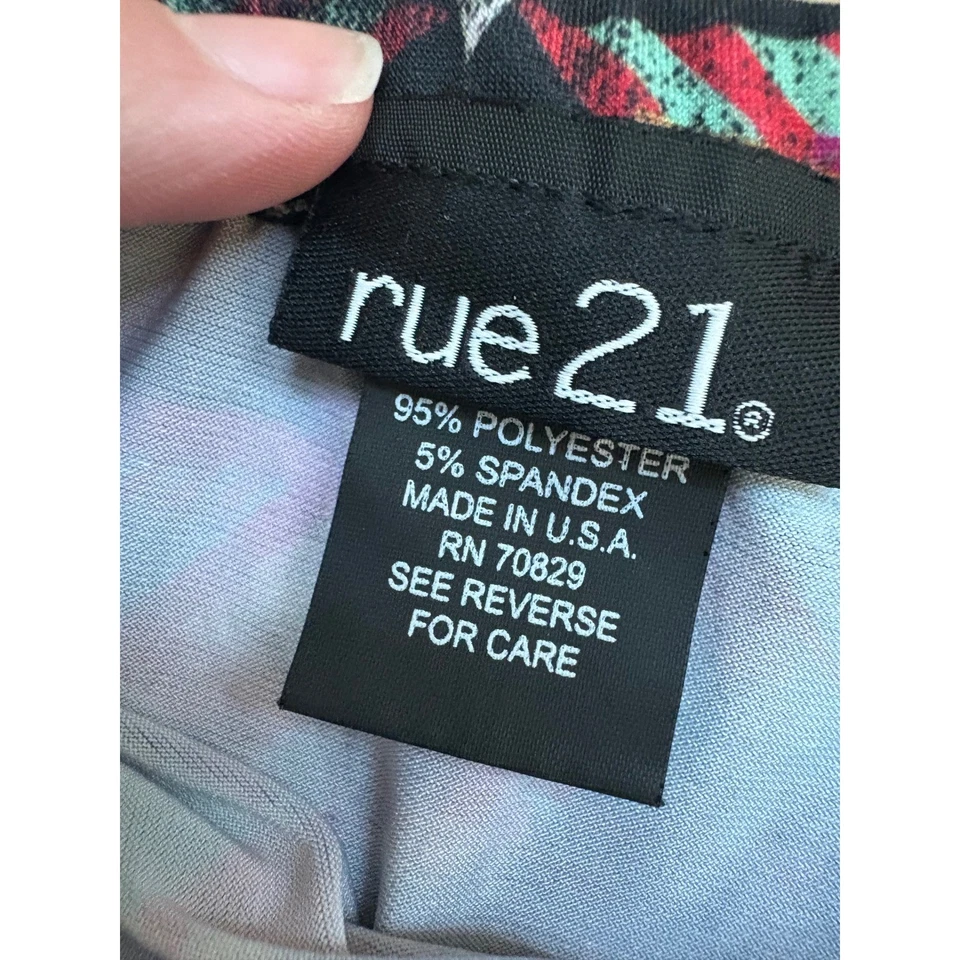 rue21®
95% POLYESTER
5% SPANDEX
MADE IN U.S.A.
RN 70829
SEE REVERSE
FOR CARE